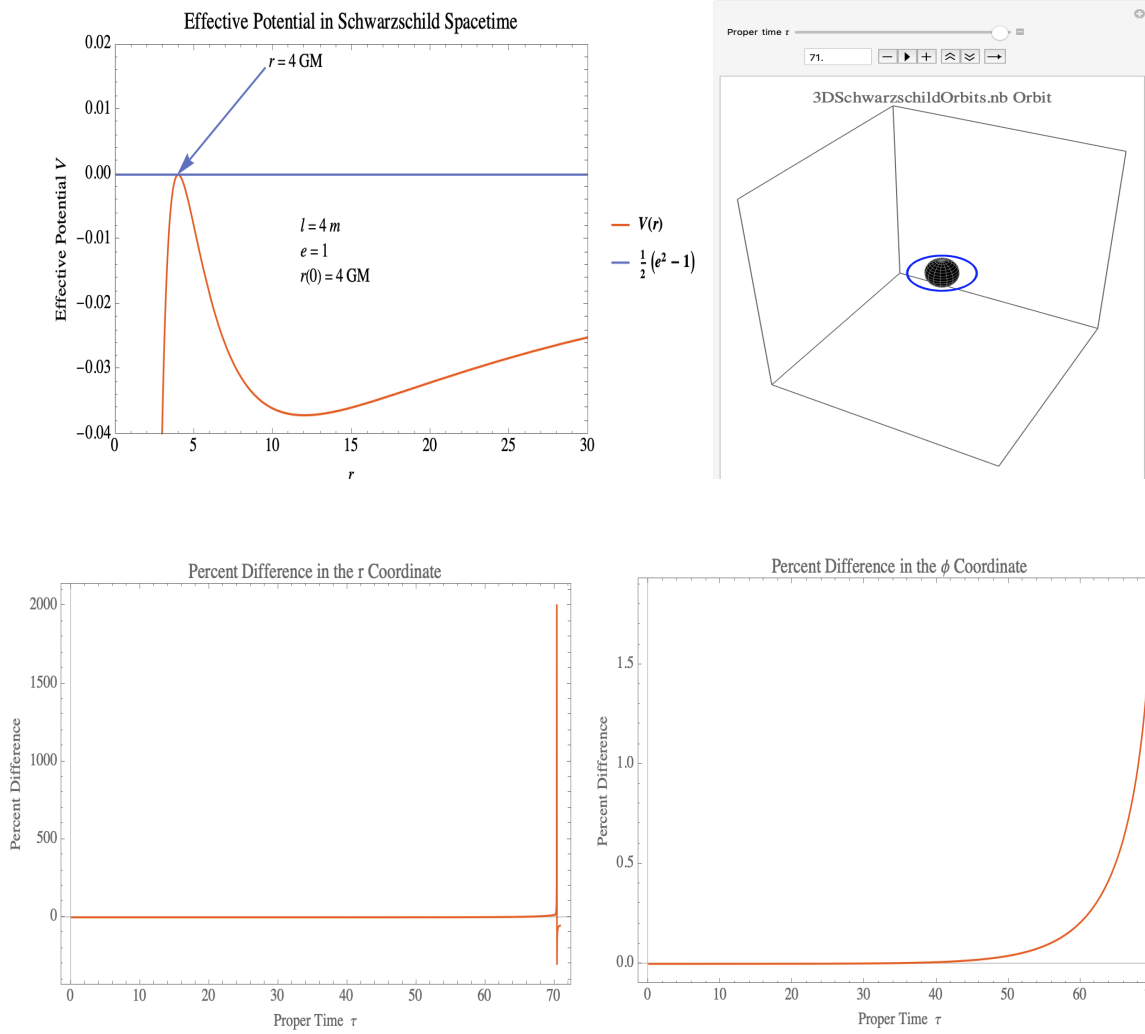 Effective Potential in Schwarzschild Spacetime
0.02
0.01
0.00
−0.01
−0.02
−0.03
−0.04
Effective Potential V
r = 4 GM
l = 4 m
e = 1
r(0) = 4 GM
0 5 10 15 20 25 30
r
V(r)
1/2 (e² − 1)
Proper time τ
71.
3DSchwarzschildOrbits.nb Orbit
Percent Difference in the r Coordinate
2000
1500
1000
500
0
Percent Difference
0 10 20 30 40 50 60 70
Proper Time τ
Percent Difference in the ϕ Coordinate
1.5
1.0
0.5
0.0
Percent Difference
0 10 20 30 40 50 60
Proper Time τ